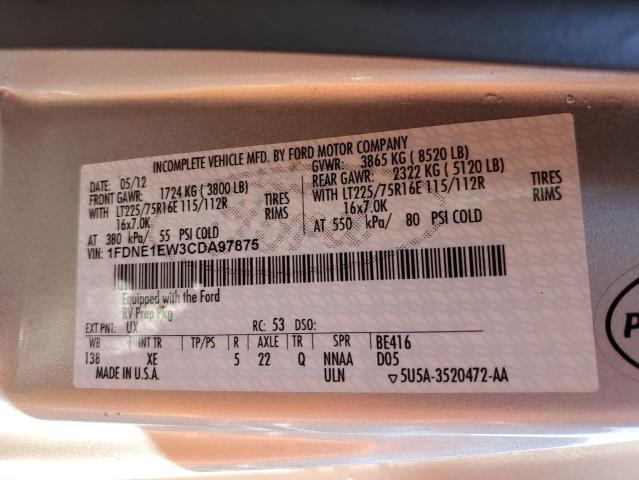 INCOMPLETE VEHICLE MFD. BY FORD MOTOR COMPANY
DATE: 05/12 GVWR: 3865 KG ( 8520 LB)
FRONT GAWR: 1724 KG ( 3800 LB) REAR GAWR: 2322 KG ( 5120 LB)
WITH LT225/75R16E 115/112R TIRES WITH LT225/75R16E 115/112R TIRES
16x7.0K RIMS 16x7.0K RIMS
AT 380 kPa/ 55 PSI COLD AT 550 kPa/ 80 PSI COLD
VIN: 1FDNE1EW3CDA97875
Equipped with the Ford
RV Prep Pkg
EXT PNT: UX RC: 53 DSO:
WB INT TR TP/PS R AXLE TR SPR BE416
138 XE 5 22 Q NNAA D05
MADE IN U.S.A. ULN ▽5U5A-3520472-AA